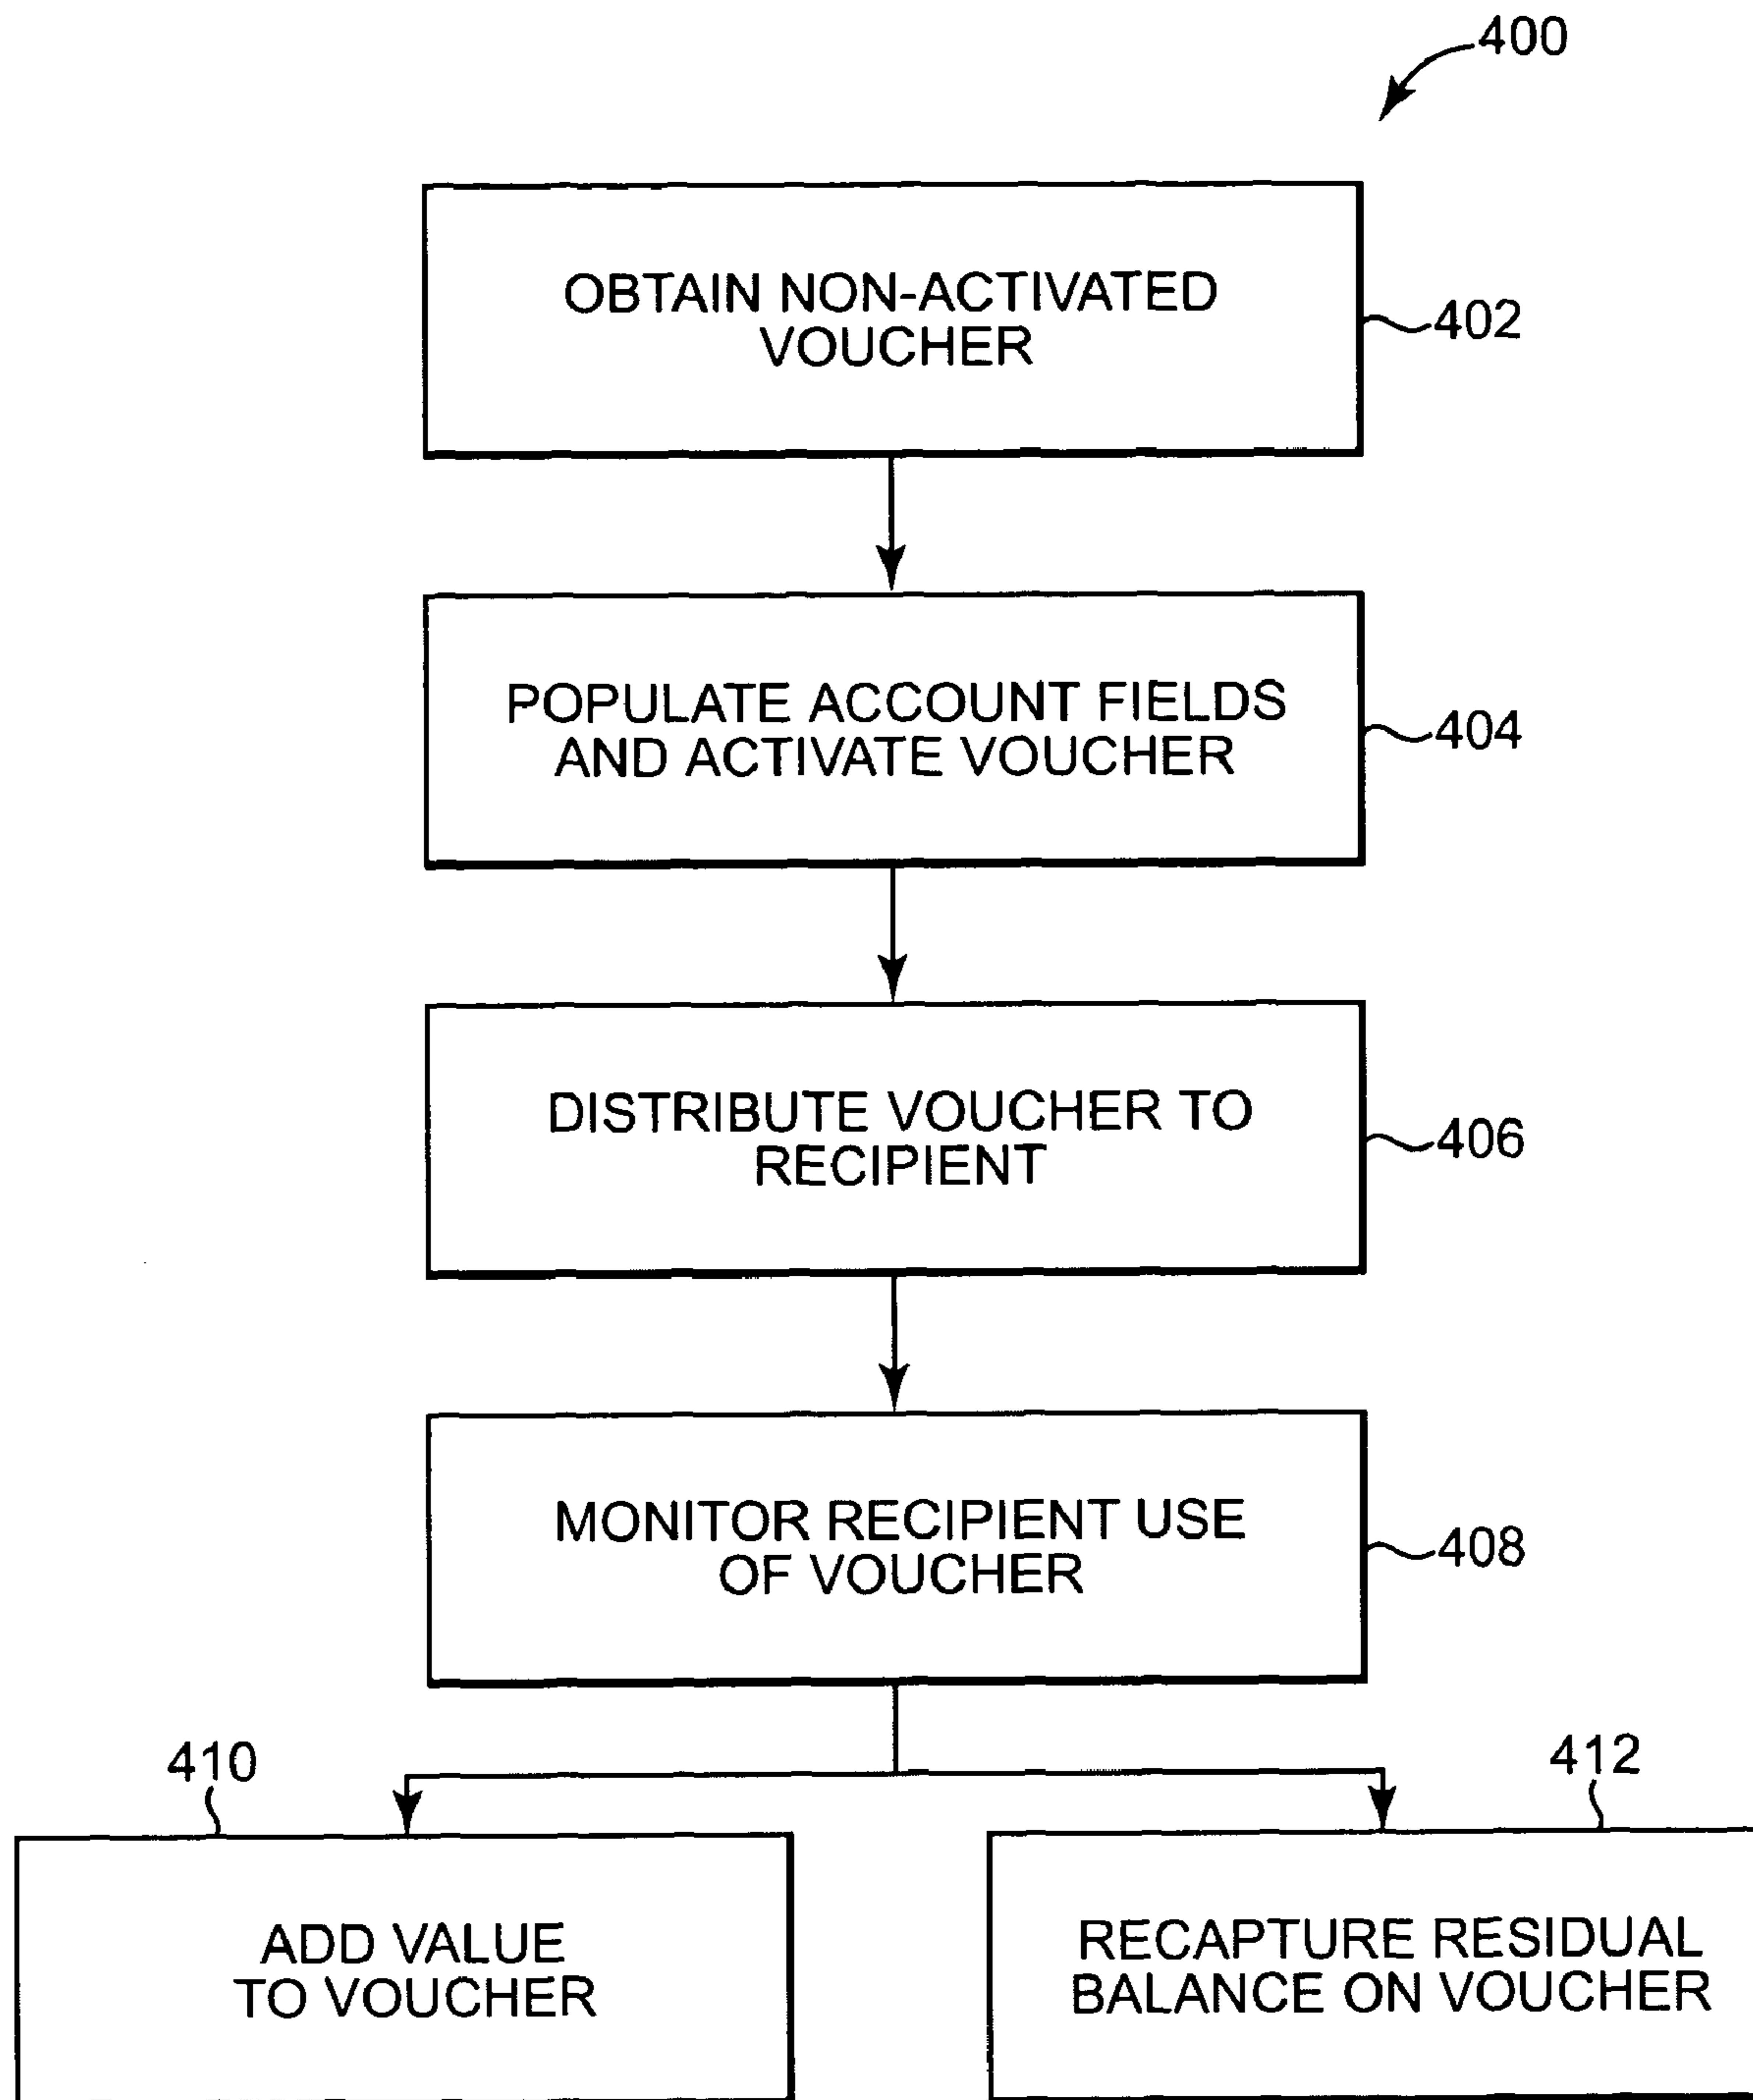 400
OBTAIN NON-ACTIVATED
VOUCHER
402
POPULATE ACCOUNT FIELDS
AND ACTIVATE VOUCHER
404
DISTRIBUTE VOUCHER TO
RECIPIENT
406
MONITOR RECIPIENT USE
OF VOUCHER
408
410
412
ADD VALUE
TO VOUCHER
RECAPTURE RESIDUAL
BALANCE ON VOUCHER